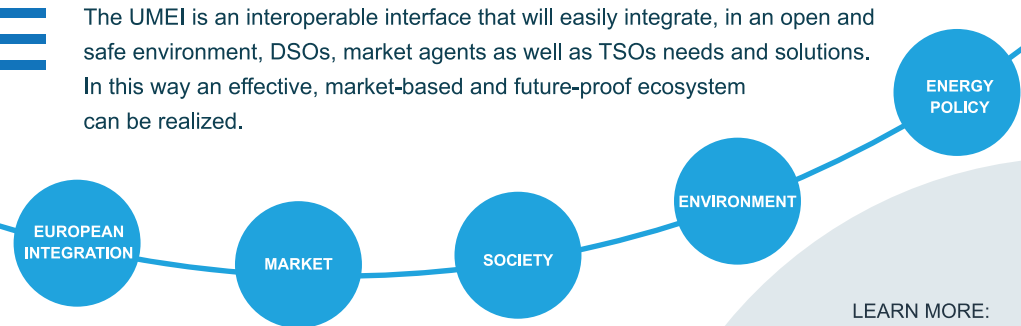 The UMEI is an interoperable interface that will easily integrate, in an open and
safe environment, DSOs, market agents as well as TSOs needs and solutions.
In this way an effective, market-based and future-proof ecosystem
can be realized.
ENERGY
POLICY
ENVIRONMENT
EUROPEAN
INTEGRATION
MARKET
SOCIETY
LEARN MORE: